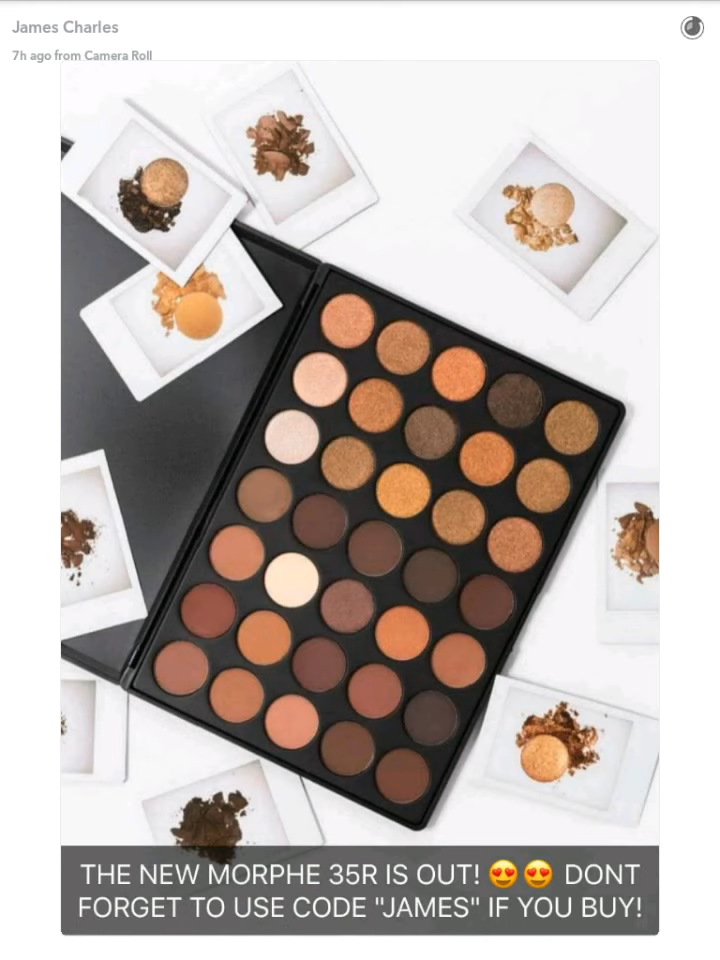 James Charles
7h ago from Camera Roll
THE NEW MORPHE 35R IS OUT! 😍😍 DONT
FORGET TO USE CODE "JAMES" IF YOU BUY!